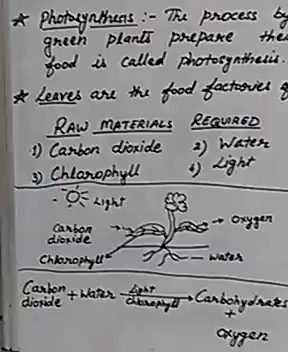 ★ Photosynthesis :- The process by
green plants prepare thei
food is called photosynthesis.
★ Leaves are the food factories of
RAW MATERIALS REQUIRED
1) Carbon dioxide 2) Water
3) Chlorophyll 4) Light
Light
Carbon dioxide
Oxygen
Chlorophyll
Water
Carbon dioxide + Water Light Chlorophyll → Carbohydrates
+
Oxygen